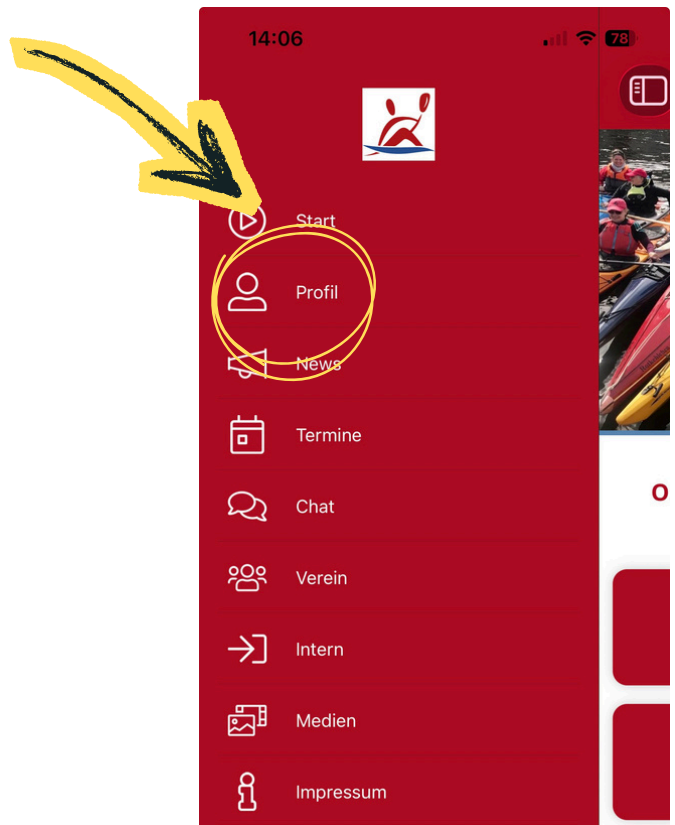 14:06
78
Start
Profil
News
Termine
Chat
Verein
Intern
Medien
Impressum